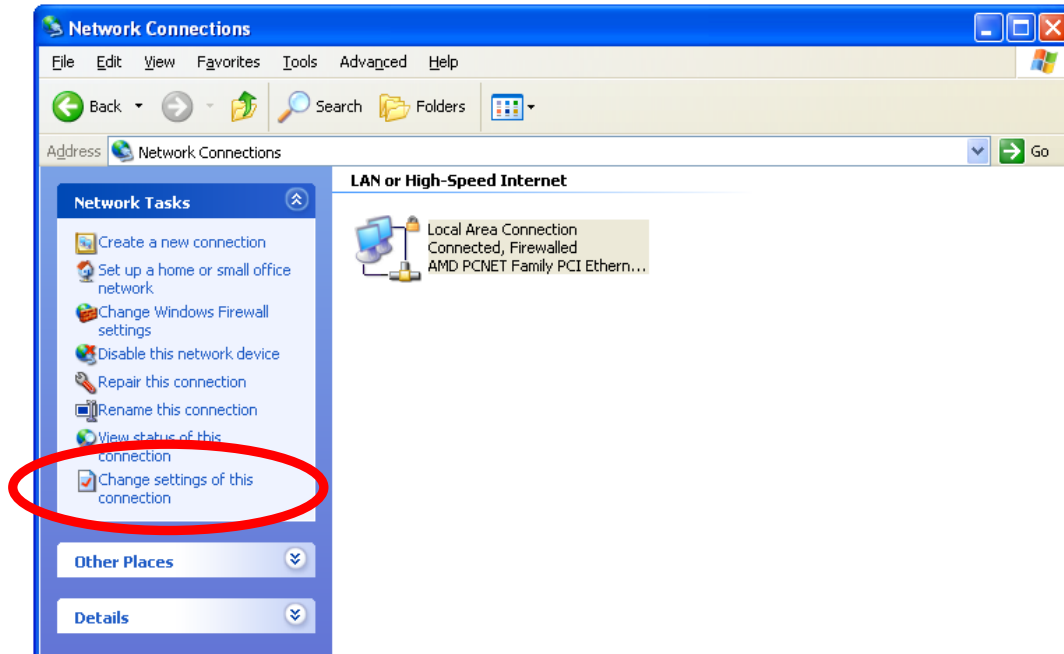 Network Connections
File Edit View Favorites Tools Advanced Help
Back Search Folders
Address Network Connections Go
Network Tasks
Create a new connection
Set up a home or small office
network
Change Windows Firewall
settings
Disable this network device
Repair this connection
Rename this connection
View status of this
connection
Change settings of this
connection
Other Places
Details
LAN or High-Speed Internet
Local Area Connection
Connected, Firewalled
AMD PCNET Family PCI Ethern...